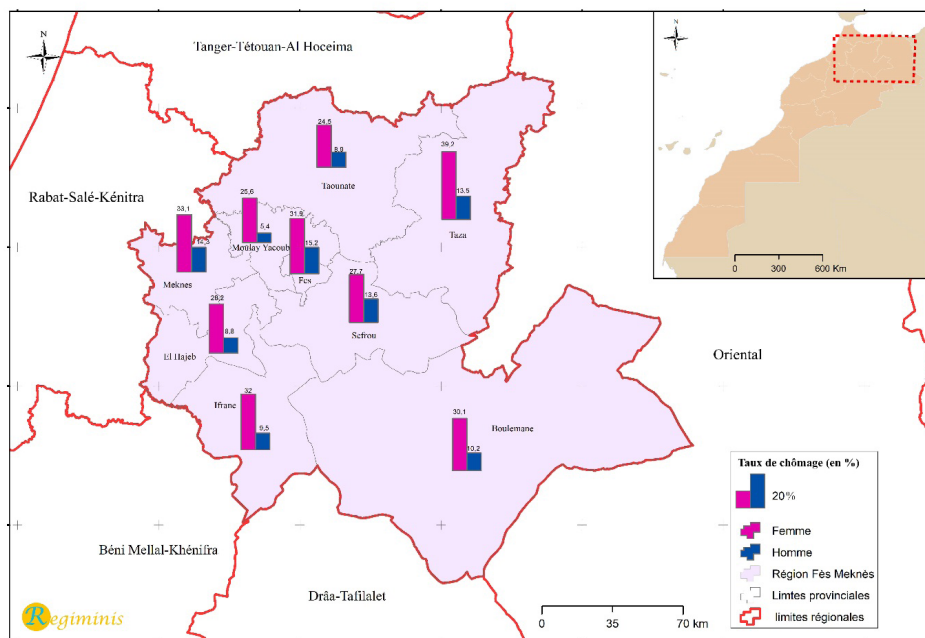 N
Tanger-Tétouan-Al Hoceima
N
0 300 600 Km
24,5
8,9
Taounate
39,2
13,5
Taza
Rabat-Salé-Kénitra
25,6
5,4
Moulay Yacoub
33,1
14,3
Meknes
31,9
15,2
Fes
27,7
13,6
Sefrou
28,2
8,8
El Hajeb
Oriental
Ifrane
32
9,5
30,1
10,2
Boulemane
Béni Mellal-Khénifra
Drâa-Tafilalet
Taux de chômage (en %)
20%
Femme
Homme
Région Fès Meknès
Limtes provinciales
limites régionales
Regiminis
0 35 70 km